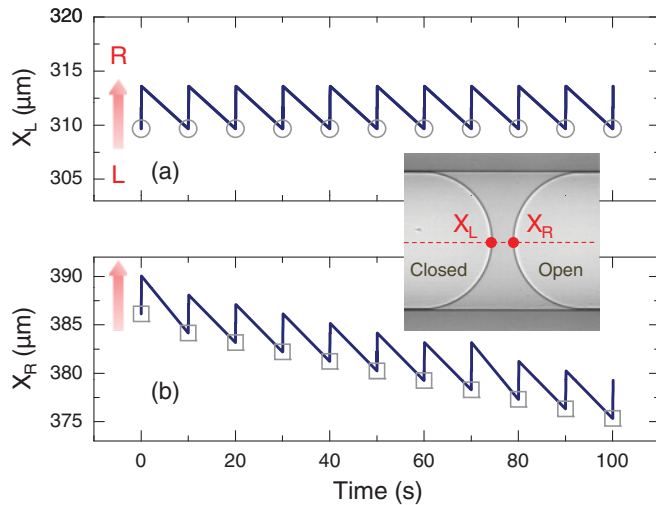 320
315
310
305
X_L (μm)
R
L
(a)
X_L X_R
Closed Open
390
385
380
375
X_R (μm)
(b)
0 20 40 60 80 100
Time (s)